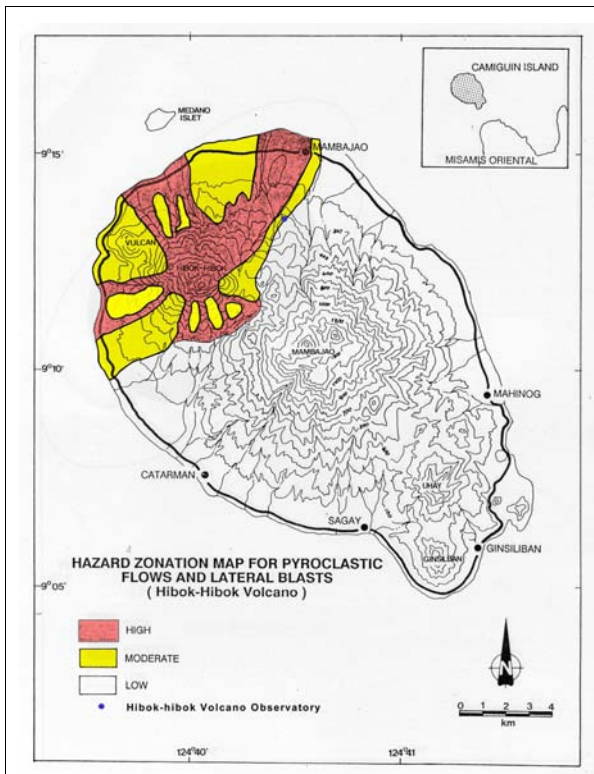 CAMIGUIN ISLAND
MISAMIS ORIENTAL
MEDANO
ISLET
9°15'
MAMBAJAO
VULCAN
HIBOK-HIBOK
MAMBAJAO
9°10'
MAHINOG
CATARMAN
UHAY
SAGAY
GINSILIBAN
GINSILIBAN
9°05'
HAZARD ZONATION MAP FOR PYROCLASTIC
FLOWS AND LATERAL BLASTS
( Hibok-Hibok Volcano )
HIGH
MODERATE
LOW
Hibok-hibok Volcano Observatory
N
0 1 2 3 4
km
124°40'
124°41'